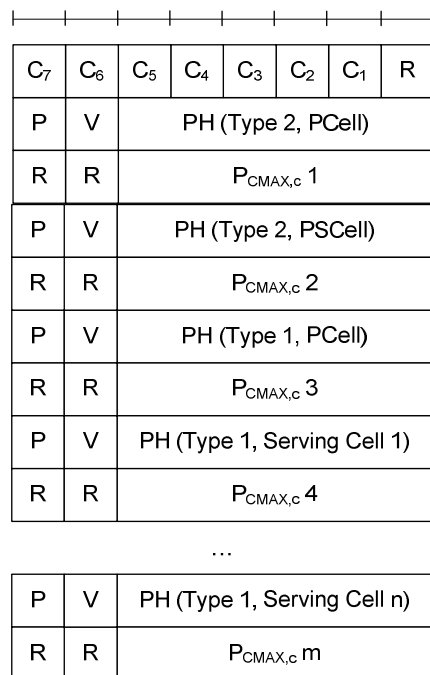 C7 C6 C5 C4 C3 C2 C1 R
P V PH (Type 2, PCell)
R R PCMAX,c 1
P V PH (Type 2, PSCell)
R R PCMAX,c 2
P V PH (Type 1, PCell)
R R PCMAX,c 3
P V PH (Type 1, Serving Cell 1)
R R PCMAX,c 4
...
P V PH (Type 1, Serving Cell n)
R R PCMAX,c m